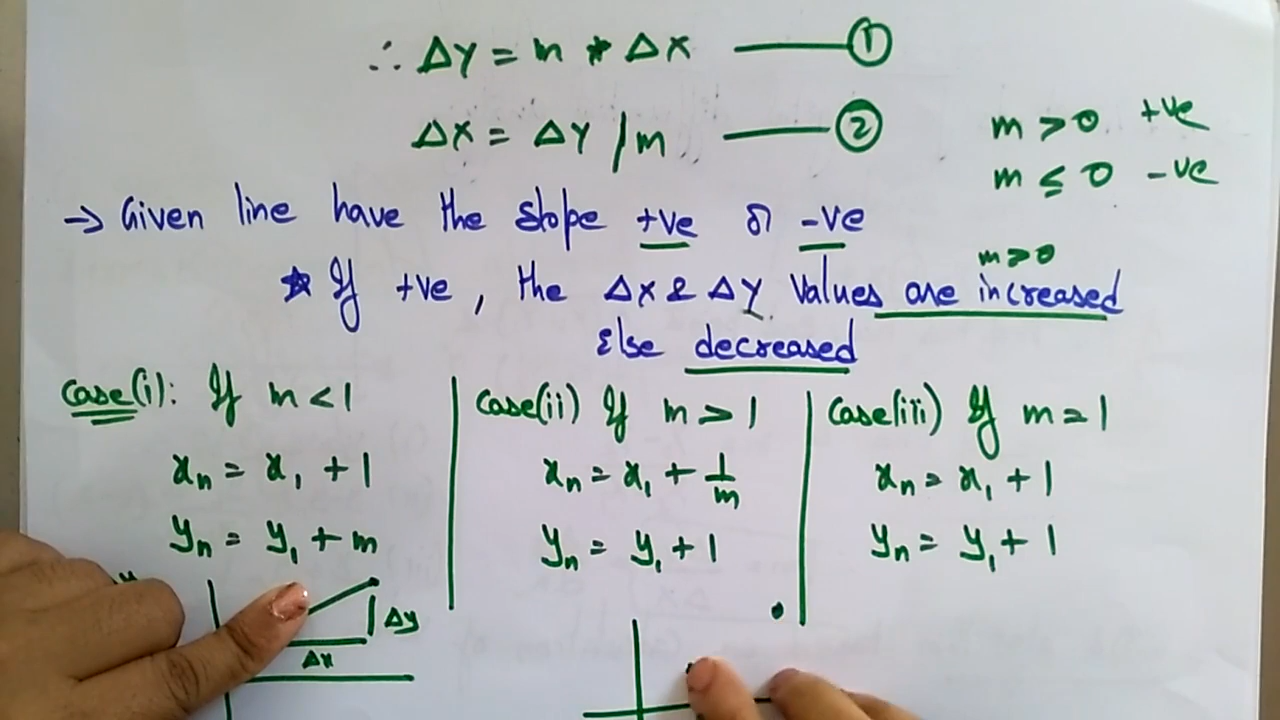 ∴ ΔY = m * ΔX —— ①
ΔX = ΔY / m —— ②
m > 0 +ve
m ≤ 0 -ve
→ Given line have the slope +ve or -ve
m > 0
* If +ve, the ΔX & ΔY values are increased
Else decreased
Case(i): If m < 1
xₙ = x₁ + 1
yₙ = y₁ + m
Δy
Δx
Case(ii) If m > 1
xₙ = x₁ + 1/m
yₙ = y₁ + 1
Case(iii) If m = 1
xₙ = x₁ + 1
yₙ = y₁ + 1